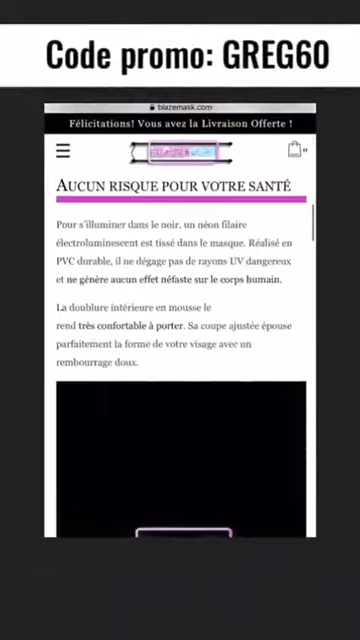 Code promo: GREG60
blazemask.com
Félicitations! Vous avez la Livraison Offerte !
BLAZE MASK
0
AUCUN RISQUE POUR VOTRE SANTÉ
Pour s'illuminer dans le noir, un néon filaire
électroluminescent est tissé dans le masque. Réalisé en
PVC durable, il ne dégage pas de rayons UV dangereux
et ne génère aucun effet néfaste sur le corps humain.
La doublure intérieure en mousse le
rend très confortable à porter. Sa coupe ajustée épouse
parfaitement la forme de votre visage avec un
rembourrage doux.